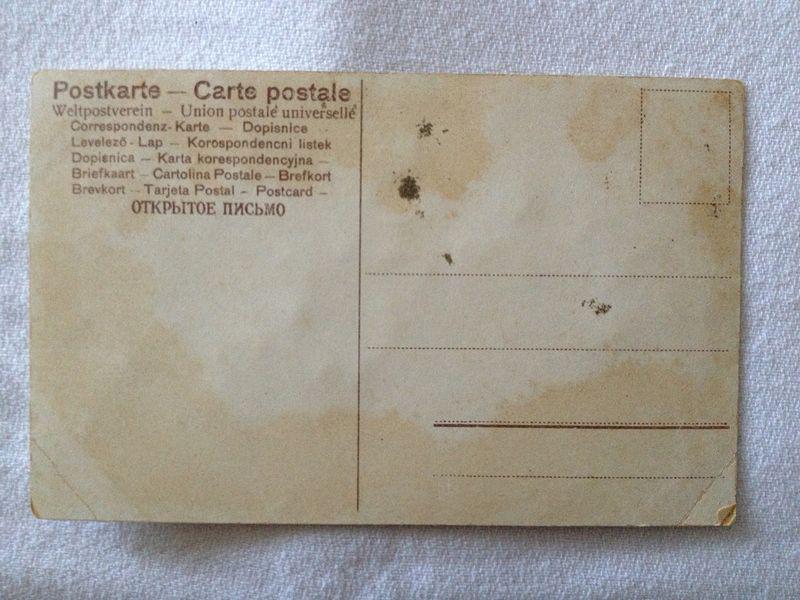 Postkarte — Carte postale
Weltpostverein — Union postale universelle
Correspondenz-Karte — Dopisnice
Levelező-Lap — Korospondencni listek
Dopisnica — Karta korespondencyjna —
Briefkaart — Cartolina Postale — Brefkort
Brevkort — Tarjeta Postal — Postcard —
ОТКРЫТОЕ ПИСЬМО